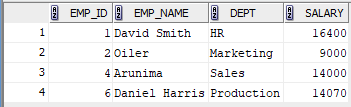 EMP_ID EMP_NAME DEPT SALARY
1 1 David Smith HR 16400
2 2 Oiler Marketing 9000
3 4 Arunima Sales 14000
4 6 Daniel Harris Production 14070